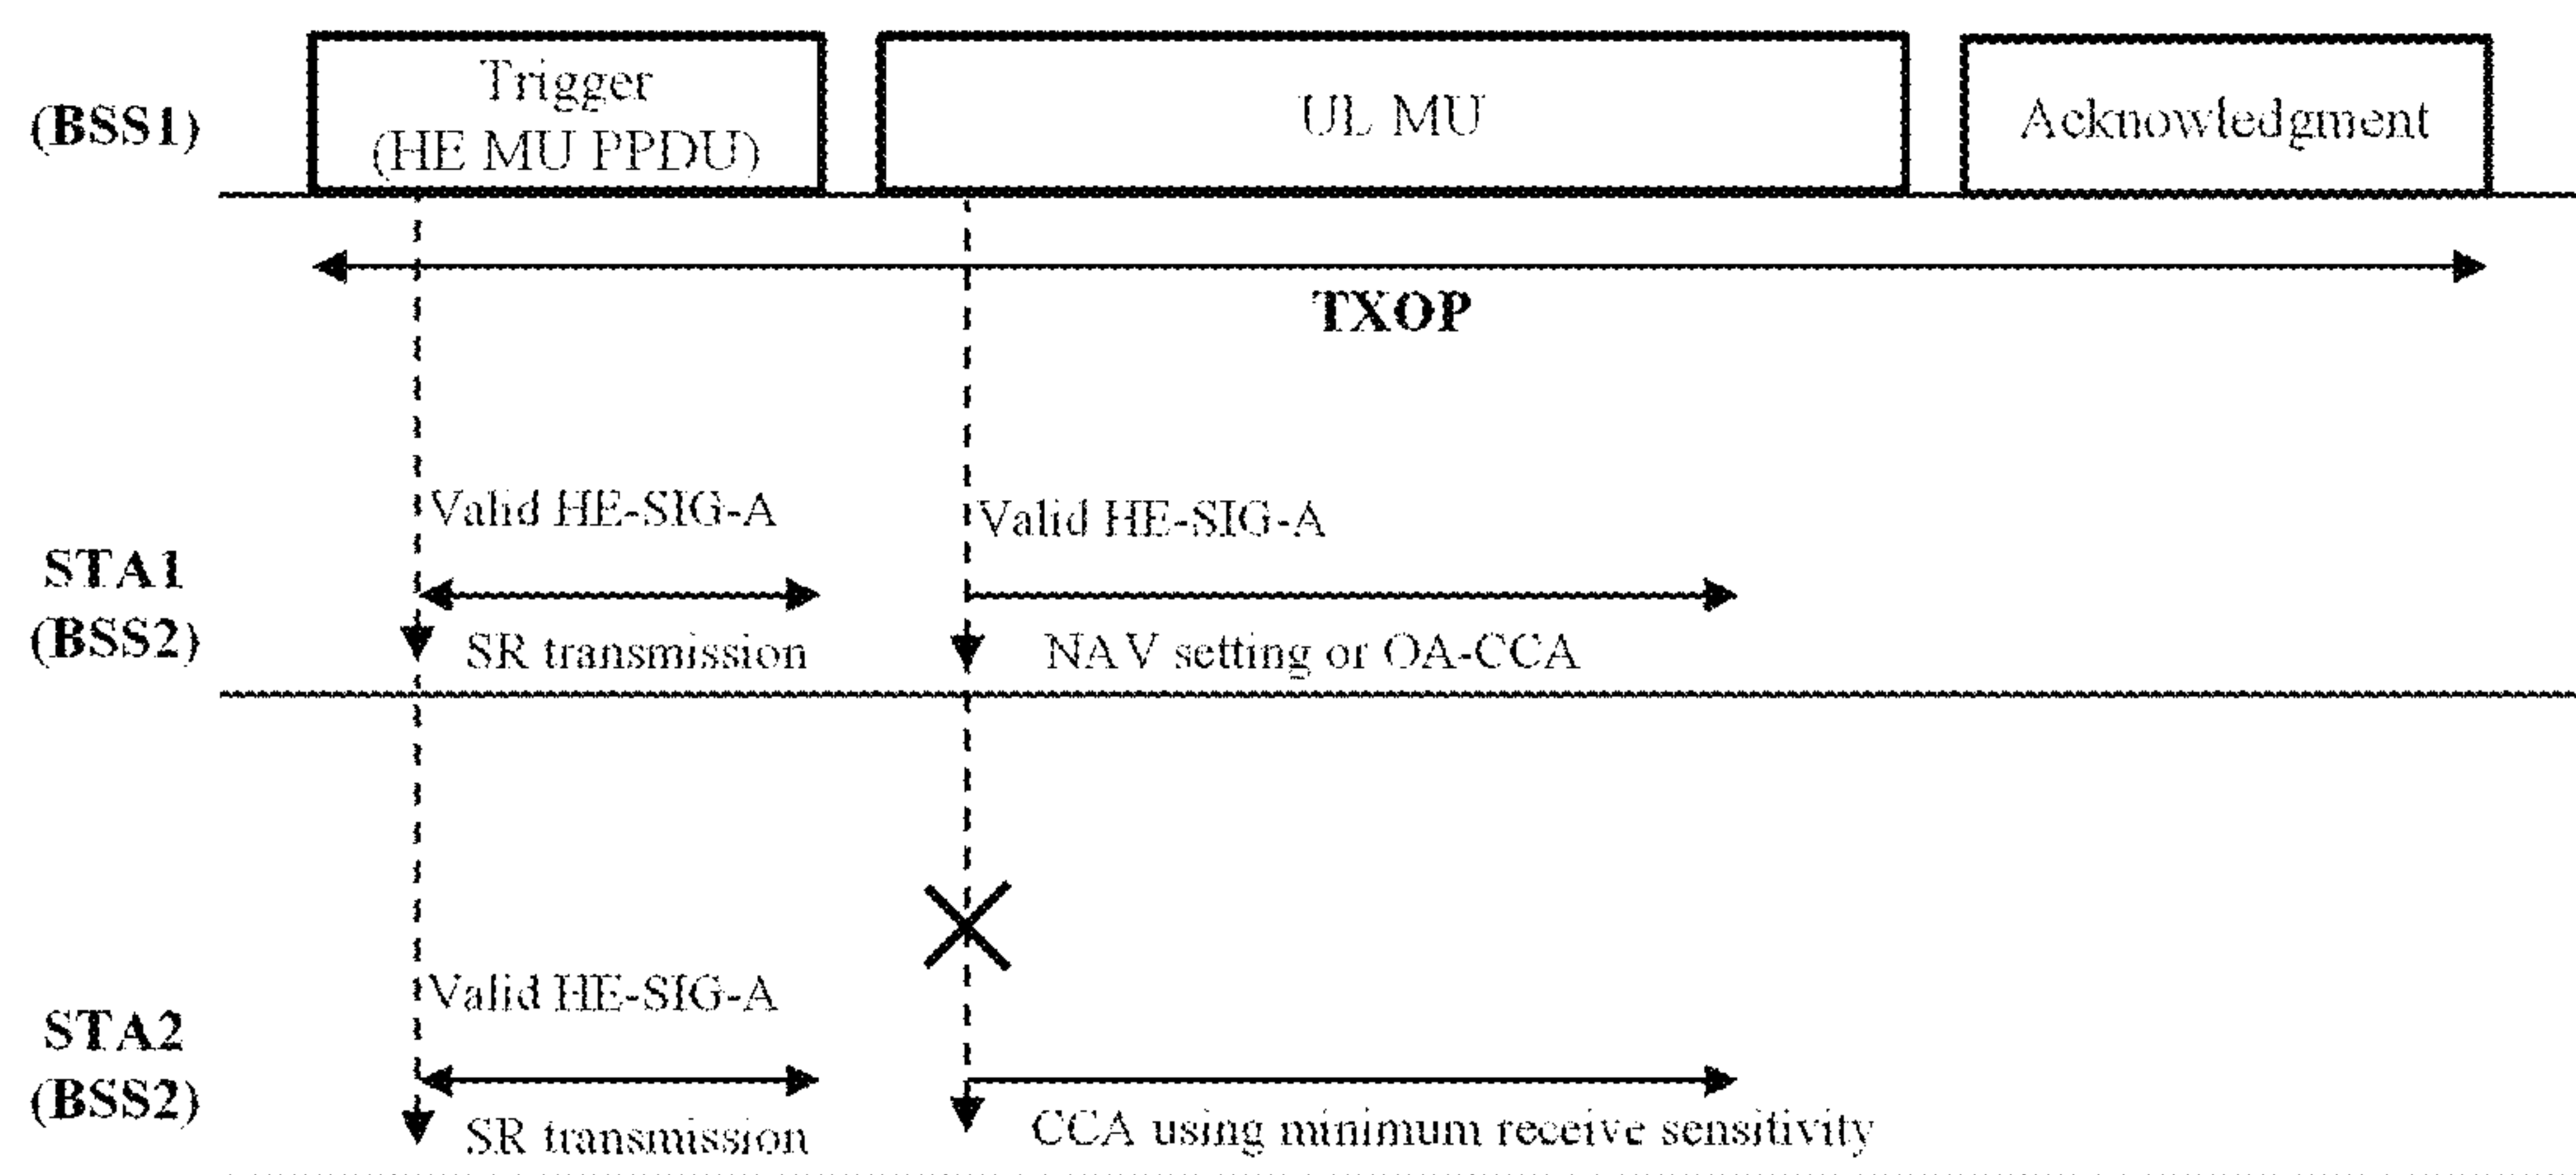 (BSS1)
Trigger
(HE MU PPDU)
UL MU
Acknowledgment
TXOP
STA1
(BSS2)
Valid HE-SIG-A
SR transmission
Valid HE-SIG-A
NAV setting or OA-CCA
STA2
(BSS2)
Valid HE-SIG-A
SR transmission
CCA using minimum receive sensitivity